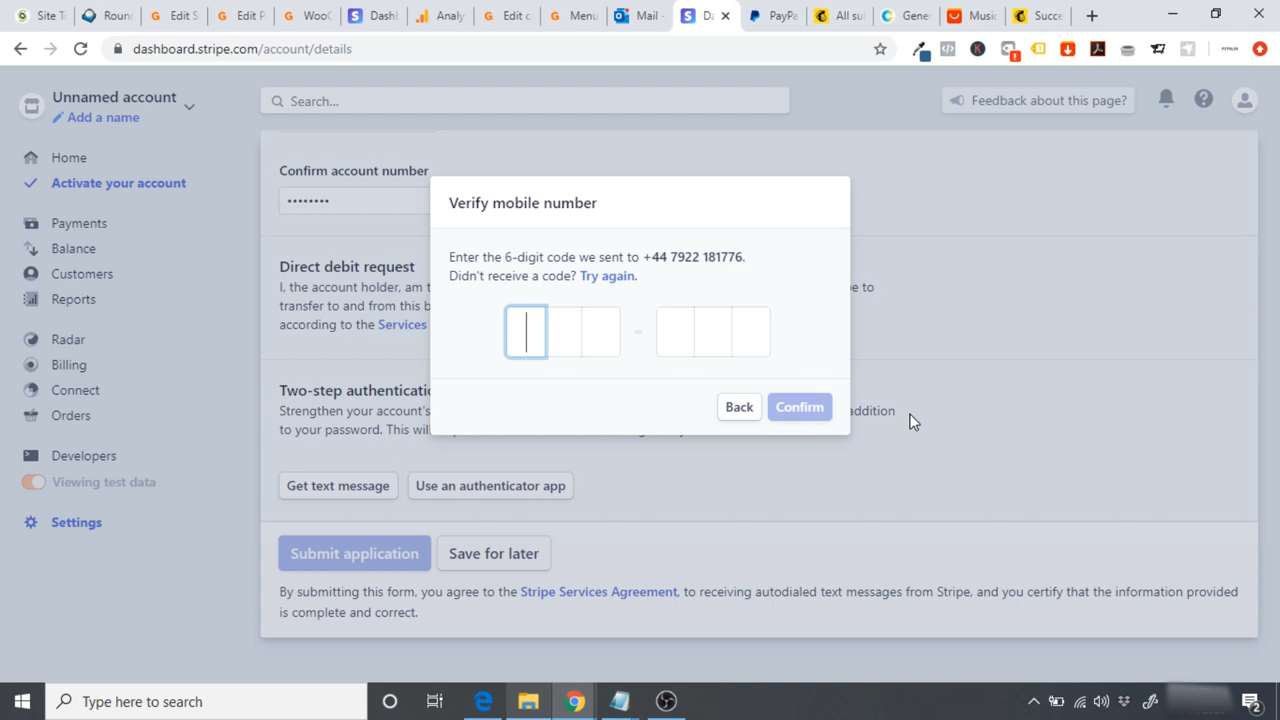 Site Ti
Roun
Edit S
Edit P
WooC
Dashb
Analy
Edit c
Menu
Mail -
Da
PayPa
All su
Gene
Music
Succe
dashboard.stripe.com/account/details
Unnamed account
Add a name
Search...
Feedback about this page?
Home
Activate your account
Payments
Balance
Customers
Reports
Radar
Billing
Connect
Orders
Developers
Viewing test data
Settings
Confirm account number
••••••••
Direct debit request
I, the account holder, am t
e to
transfer to and from this b
according to the Services
Two-step authenticatio
Strengthen your account's
addition
to your password. This will
Get text message
Use an authenticator app
Submit application
Save for later
By submitting this form, you agree to the Stripe Services Agreement, to receiving autodialed text messages from Stripe, and you certify that the information provided
is complete and correct.
Verify mobile number
Enter the 6-digit code we sent to +44 7922 181776.
Didn't receive a code? Try again.
-
Back
Confirm
Type here to search
2